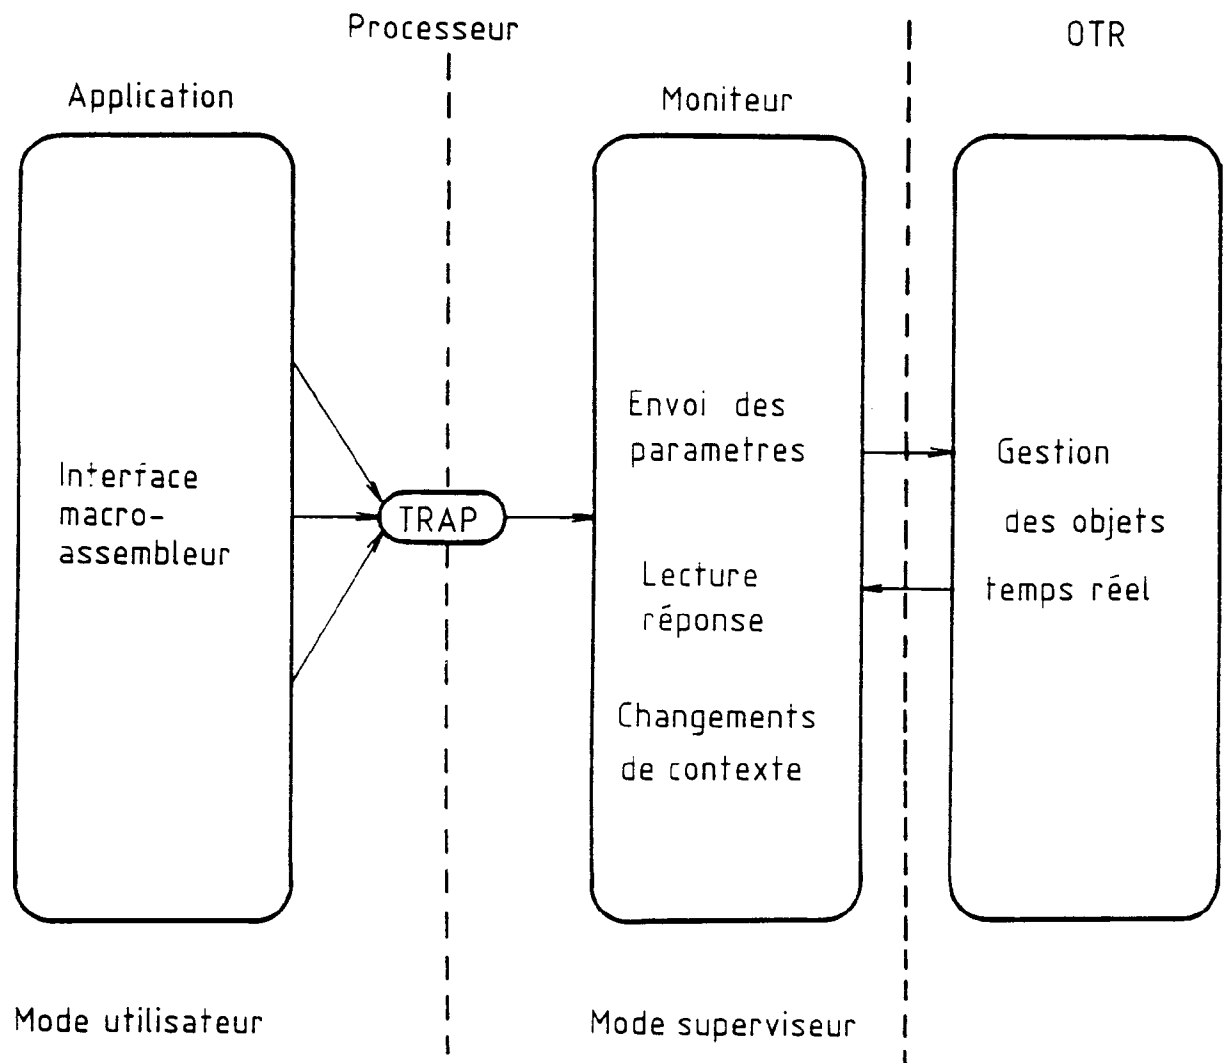 Processeur
OTR
Application
Moniteur
Interface
macro-
assembleur
TRAP
Envoi des
parametres
Lecture
réponse
Changements
de contexte
Gestion
des objets
temps réel
Mode utilisateur
Mode superviseur